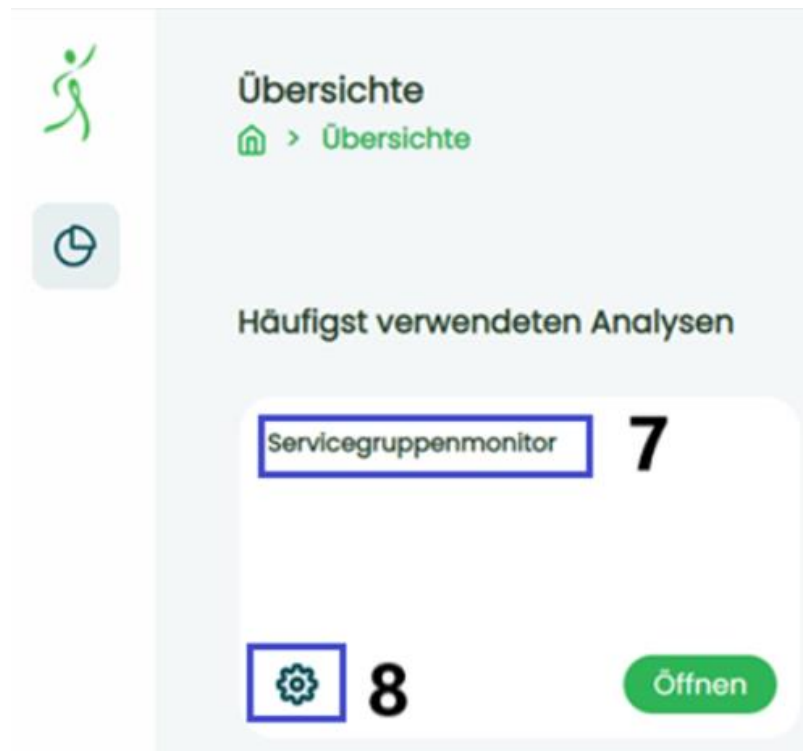 Übersichte
> Übersichte
Häufigst verwendeten Analysen
Servicegruppenmonitor 7
8 Öffnen